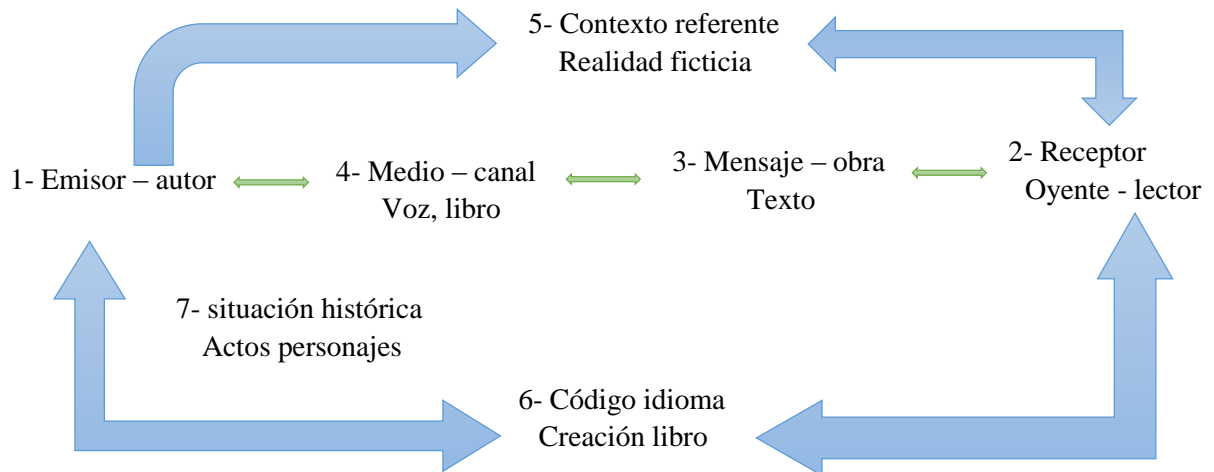 5- Contexto referente
Realidad ficticia
1- Emisor – autor
4- Medio – canal
Voz, libro
3- Mensaje – obra
Texto
2- Receptor
Oyente - lector
7- situación histórica
Actos personajes
6- Código idioma
Creación libro